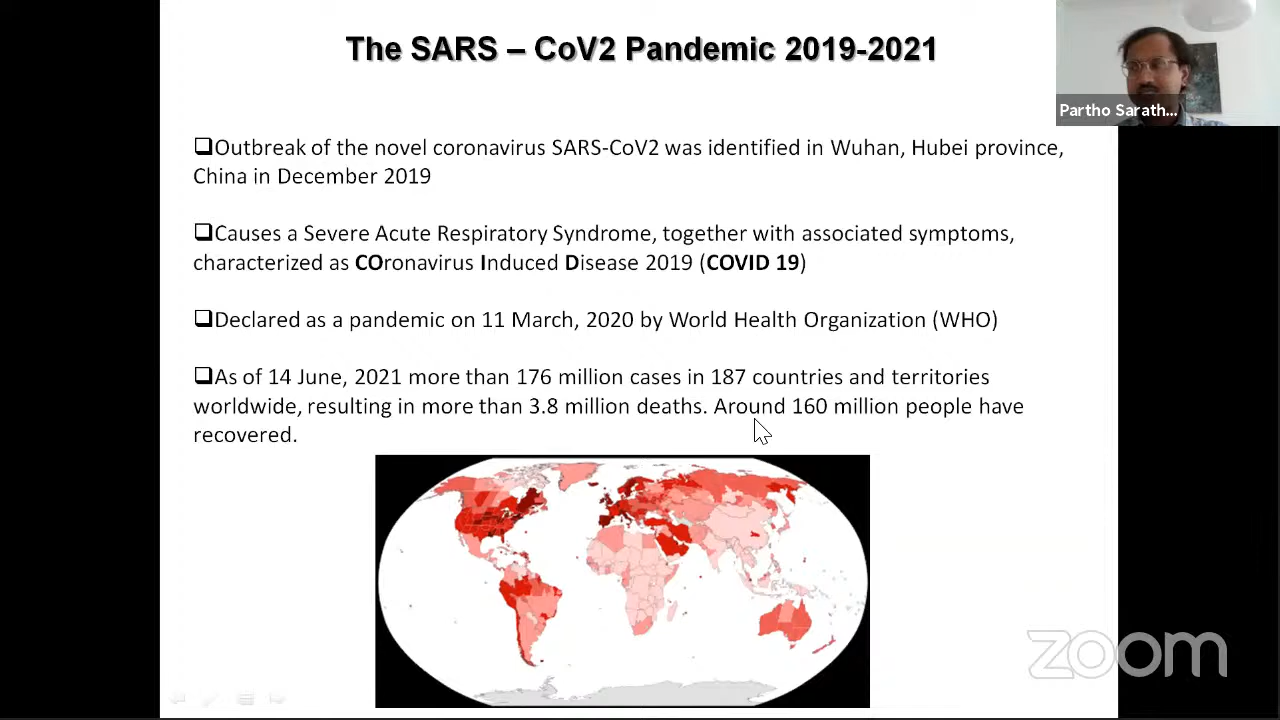 The SARS – CoV2 Pandemic 2019-2021
Partho Sarath...
Outbreak of the novel coronavirus SARS-CoV2 was identified in Wuhan, Hubei province,
China in December 2019
Causes a Severe Acute Respiratory Syndrome, together with associated symptoms,
characterized as COronavirus Induced Disease 2019 (COVID 19)
Declared as a pandemic on 11 March, 2020 by World Health Organization (WHO)
As of 14 June, 2021 more than 176 million cases in 187 countries and territories
worldwide, resulting in more than 3.8 million deaths. Around 160 million people have
recovered.
zoom